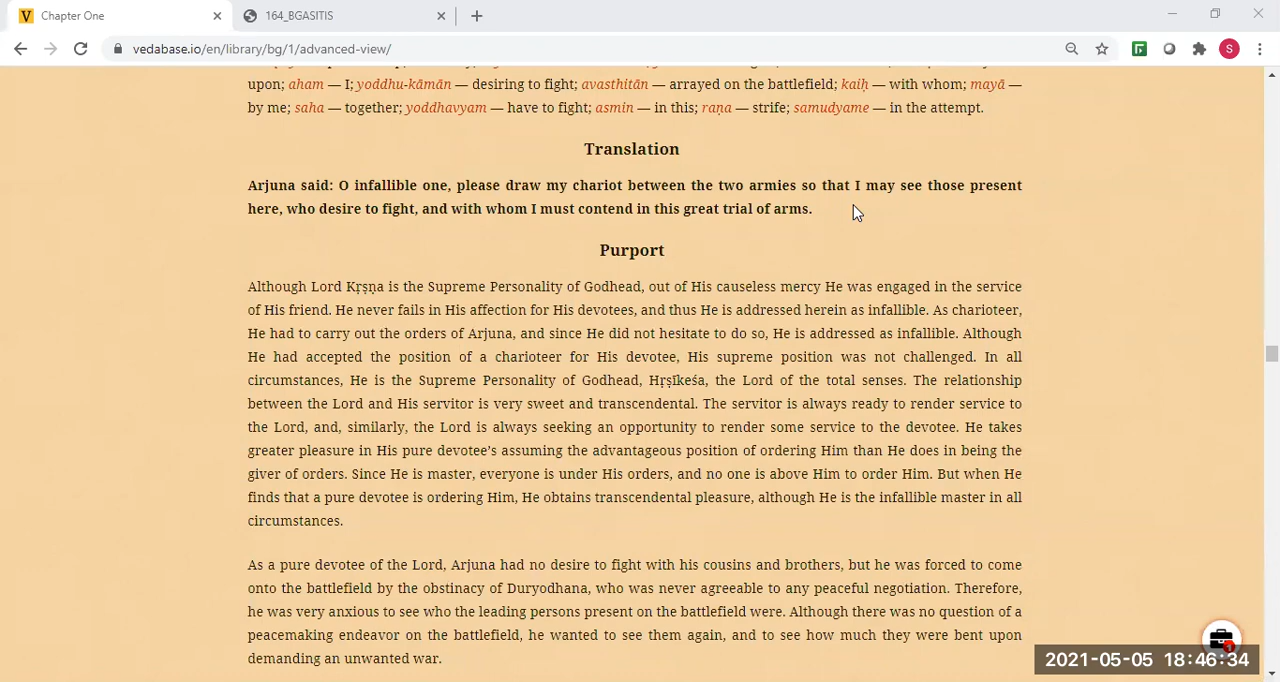 Chapter One
164_BGASITIS
vedabase.io/en/library/bg/1/advanced-view/
S
upon; aham — I; yoddhu-kāmān — desiring to fight; avasthitān — arrayed on the battlefield; kaiḥ — with whom; mayā —
by me; saha — together; yoddhavyam — have to fight; asmin — in this; raṇa — strife; samudyame — in the attempt.
Translation
Arjuna said: O infallible one, please draw my chariot between the two armies so that I may see those present
here, who desire to fight, and with whom I must contend in this great trial of arms.
Purport
Although Lord Kṛṣṇa is the Supreme Personality of Godhead, out of His causeless mercy He was engaged in the service
of His friend. He never fails in His affection for His devotees, and thus He is addressed herein as infallible. As charioteer,
He had to carry out the orders of Arjuna, and since He did not hesitate to do so, He is addressed as infallible. Although
He had accepted the position of a charioteer for His devotee, His supreme position was not challenged. In all
circumstances, He is the Supreme Personality of Godhead, Hṛṣīkeśa, the Lord of the total senses. The relationship
between the Lord and His servitor is very sweet and transcendental. The servitor is always ready to render service to
the Lord, and, similarly, the Lord is always seeking an opportunity to render some service to the devotee. He takes
greater pleasure in His pure devotee’s assuming the advantageous position of ordering Him than He does in being the
giver of orders. Since He is master, everyone is under His orders, and no one is above Him to order Him. But when He
finds that a pure devotee is ordering Him, He obtains transcendental pleasure, although He is the infallible master in all
circumstances.
As a pure devotee of the Lord, Arjuna had no desire to fight with his cousins and brothers, but he was forced to come
onto the battlefield by the obstinacy of Duryodhana, who was never agreeable to any peaceful negotiation. Therefore,
he was very anxious to see who the leading persons present on the battlefield were. Although there was no question of a
peacemaking endeavor on the battlefield, he wanted to see them again, and to see how much they were bent upon
demanding an unwanted war.
2021-05-05 18:46:34